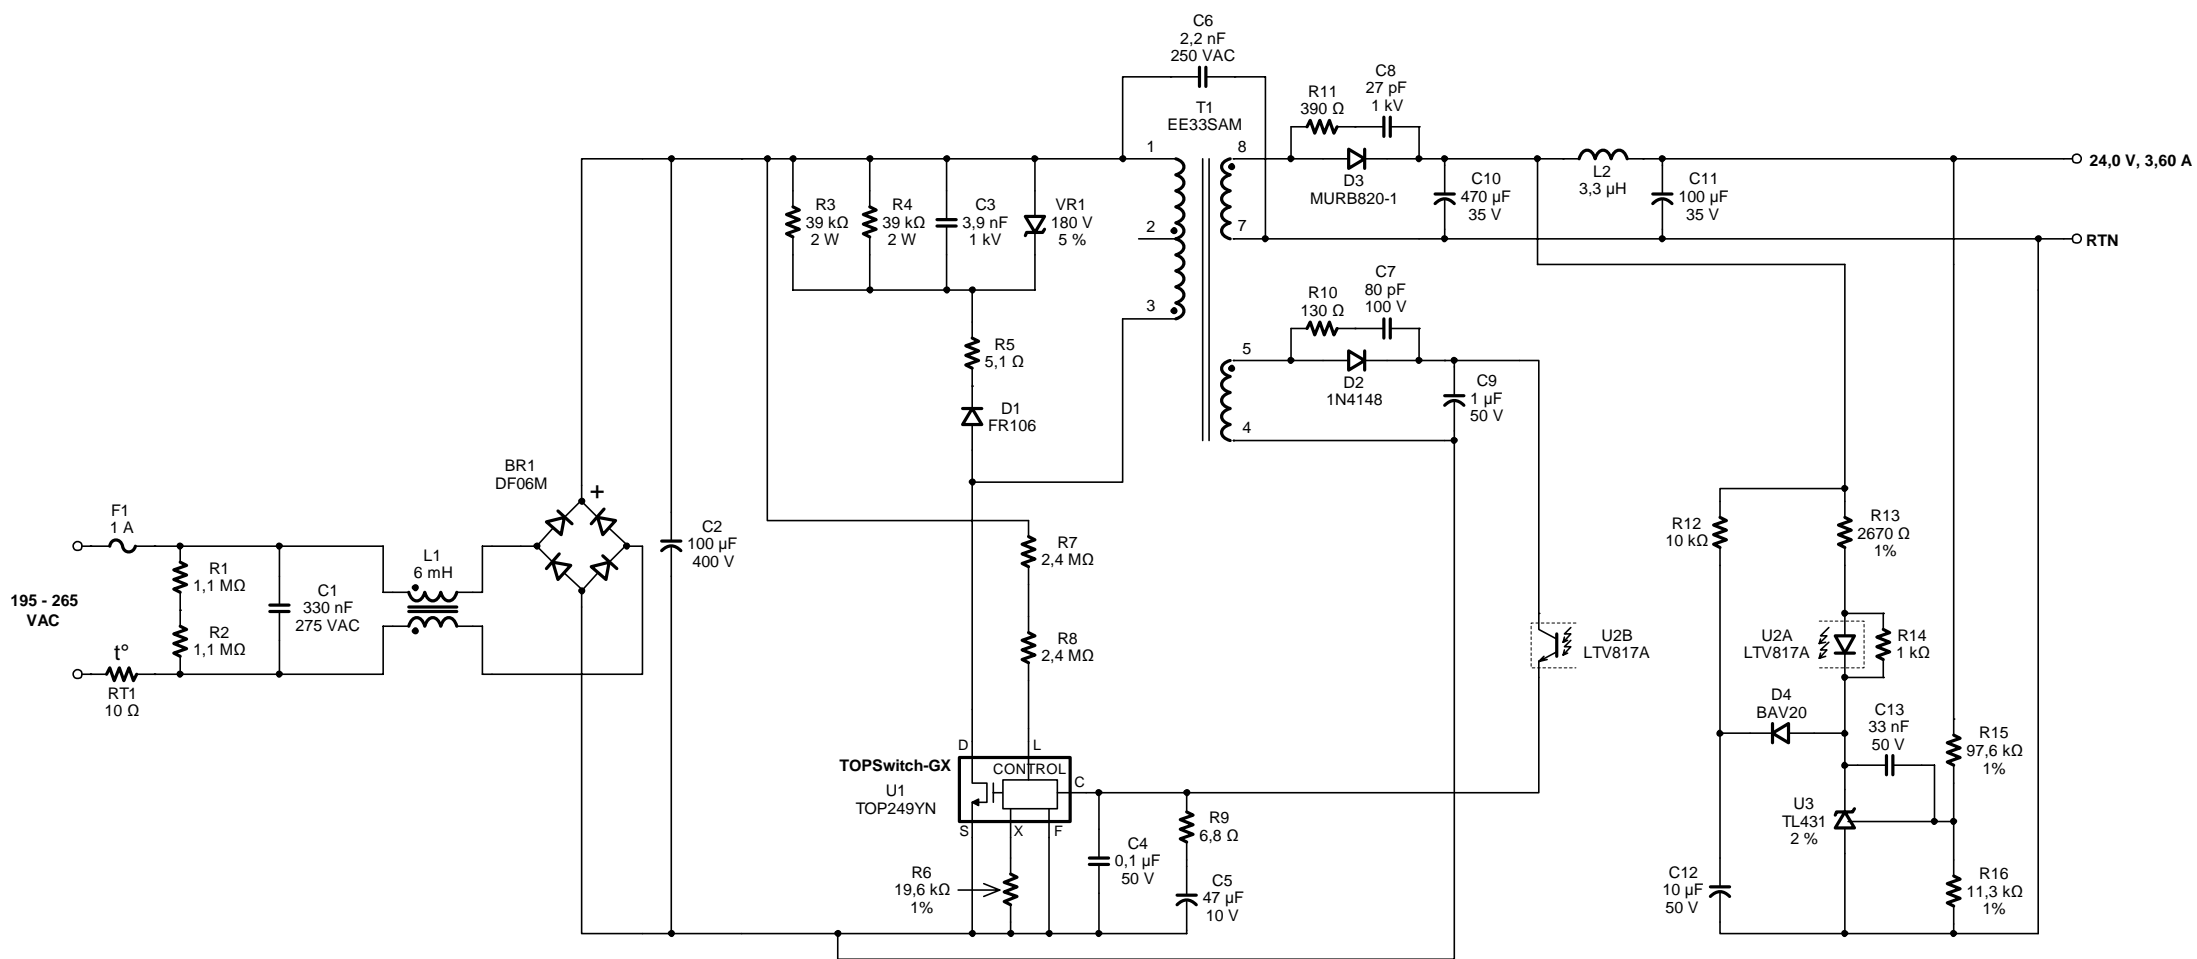 C6
2,2 nF
250 VAC
T1
EE33SAM
1
2
3
8
7
5
4
R11
390 Ω
C8
27 pF
1 kV
D3
MURB820-1
C10
470 µF
35 V
L2
3,3 µH
C11
100 µF
35 V
24,0 V, 3,60 A
RTN
R3
39 kΩ
2 W
R4
39 kΩ
2 W
C3
3,9 nF
1 kV
VR1
180 V
5 %
R10
130 Ω
C7
80 pF
100 V
D2
1N4148
C9
1 µF
50 V
R5
5,1 Ω
D1
FR106
BR1
DF06M
+
F1
1 A
R1
1,1 MΩ
R2
1,1 MΩ
C1
330 nF
275 VAC
L1
6 mH
195 - 265
VAC
t°
RT1
10 Ω
C2
100 µF
400 V
R7
2,4 MΩ
R8
2,4 MΩ
TOPSwitch-GX
U1
TOP249YN
D
L
CONTROL
C
S
X
F
R6
19,6 kΩ
1%
C4
0,1 µF
50 V
R9
6,8 Ω
C5
47 µF
10 V
U2B
LTV817A
R12
10 kΩ
R13
2670 Ω
1%
U2A
LTV817A
R14
1 kΩ
D4
BAV20
C13
33 nF
50 V
R15
97,6 kΩ
1%
U3
TL431
2 %
C12
10 µF
50 V
R16
11,3 kΩ
1%